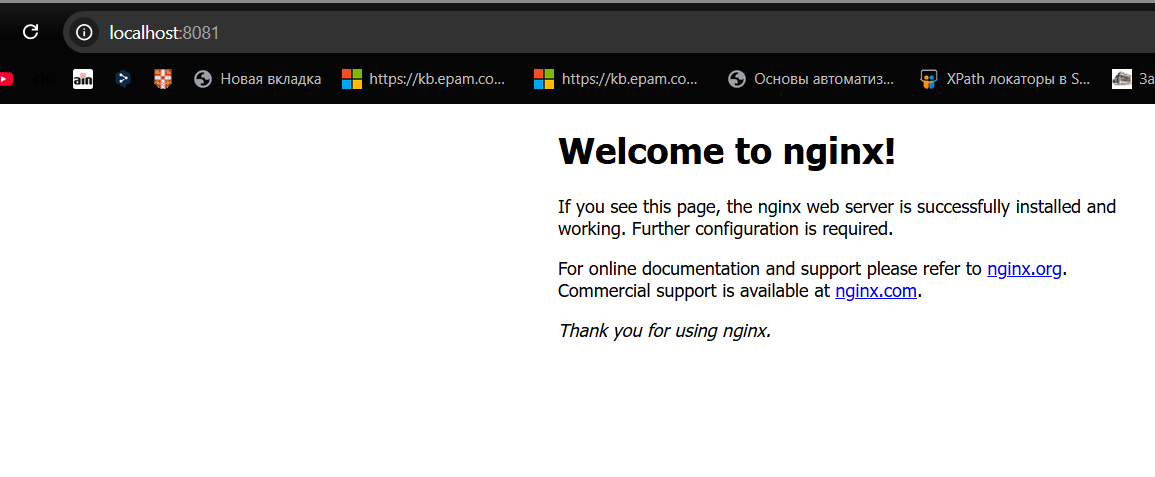 localhost:8081
ain
Новая вкладка
https://kb.epam.co...
https://kb.epam.co...
Основы автоматиз...
XPath локаторы в S...
За
Welcome to nginx!
If you see this page, the nginx web server is successfully installed and
working. Further configuration is required.
For online documentation and support please refer to nginx.org.
Commercial support is available at nginx.com.
Thank you for using nginx.